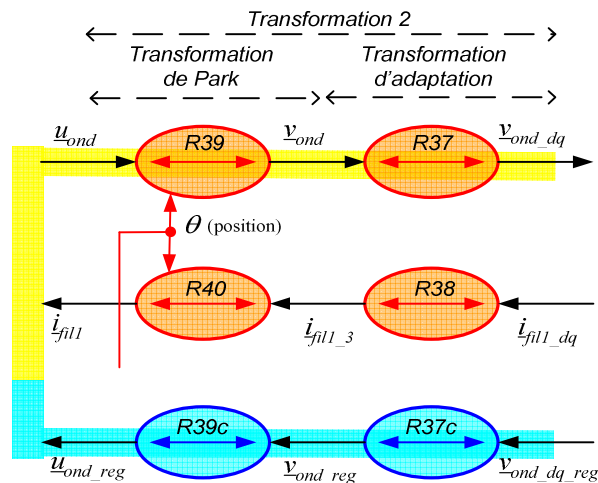 Transformation 2
Transformation de Park
Transformation d'adaptation
u_ond R39 v_ond R37 v_ond_dq
θ (position)
R40 R38
i_fil1 i_fil1_3 i_fil1_dq
R39c R37c
u_ond_reg v_ond_reg v_ond_dq_reg